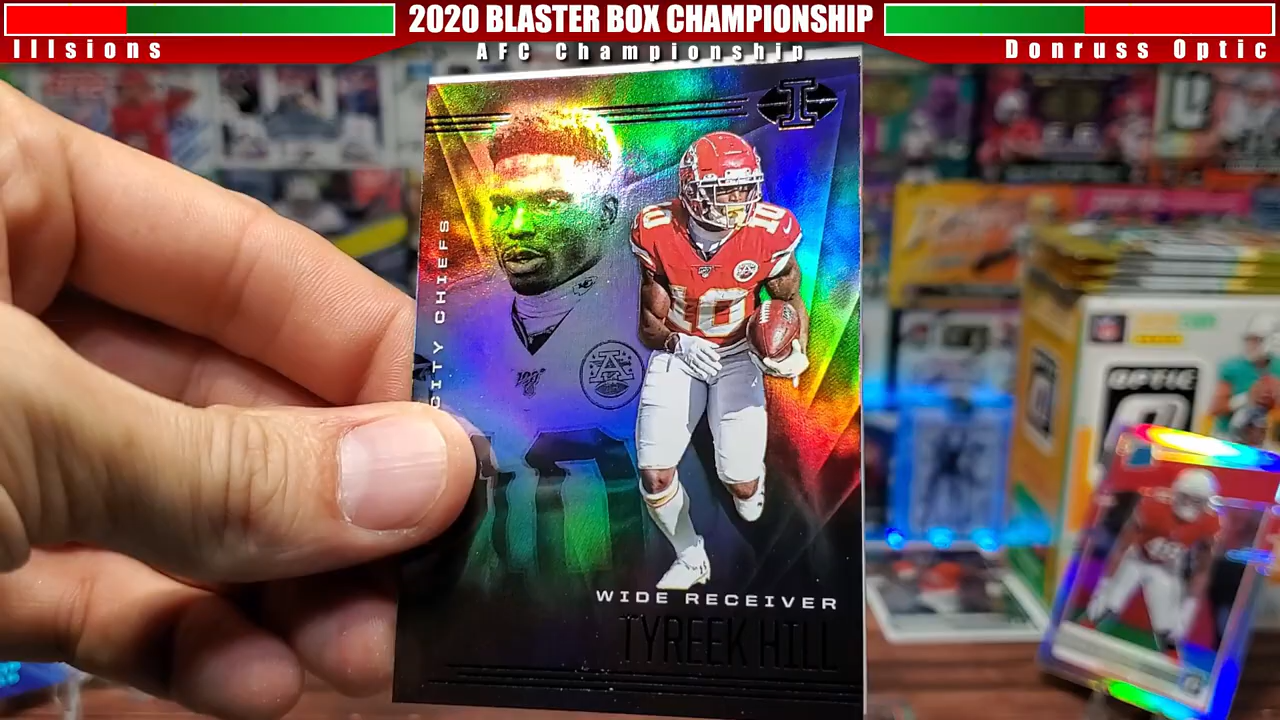 2020 BLASTER BOX CHAMPIONSHIP
Illsions
AFC Championship
Donruss Optic
I
CITY CHIEFS
10
10
A
WIDE RECEIVER
TYREEK HILL
OPTIC